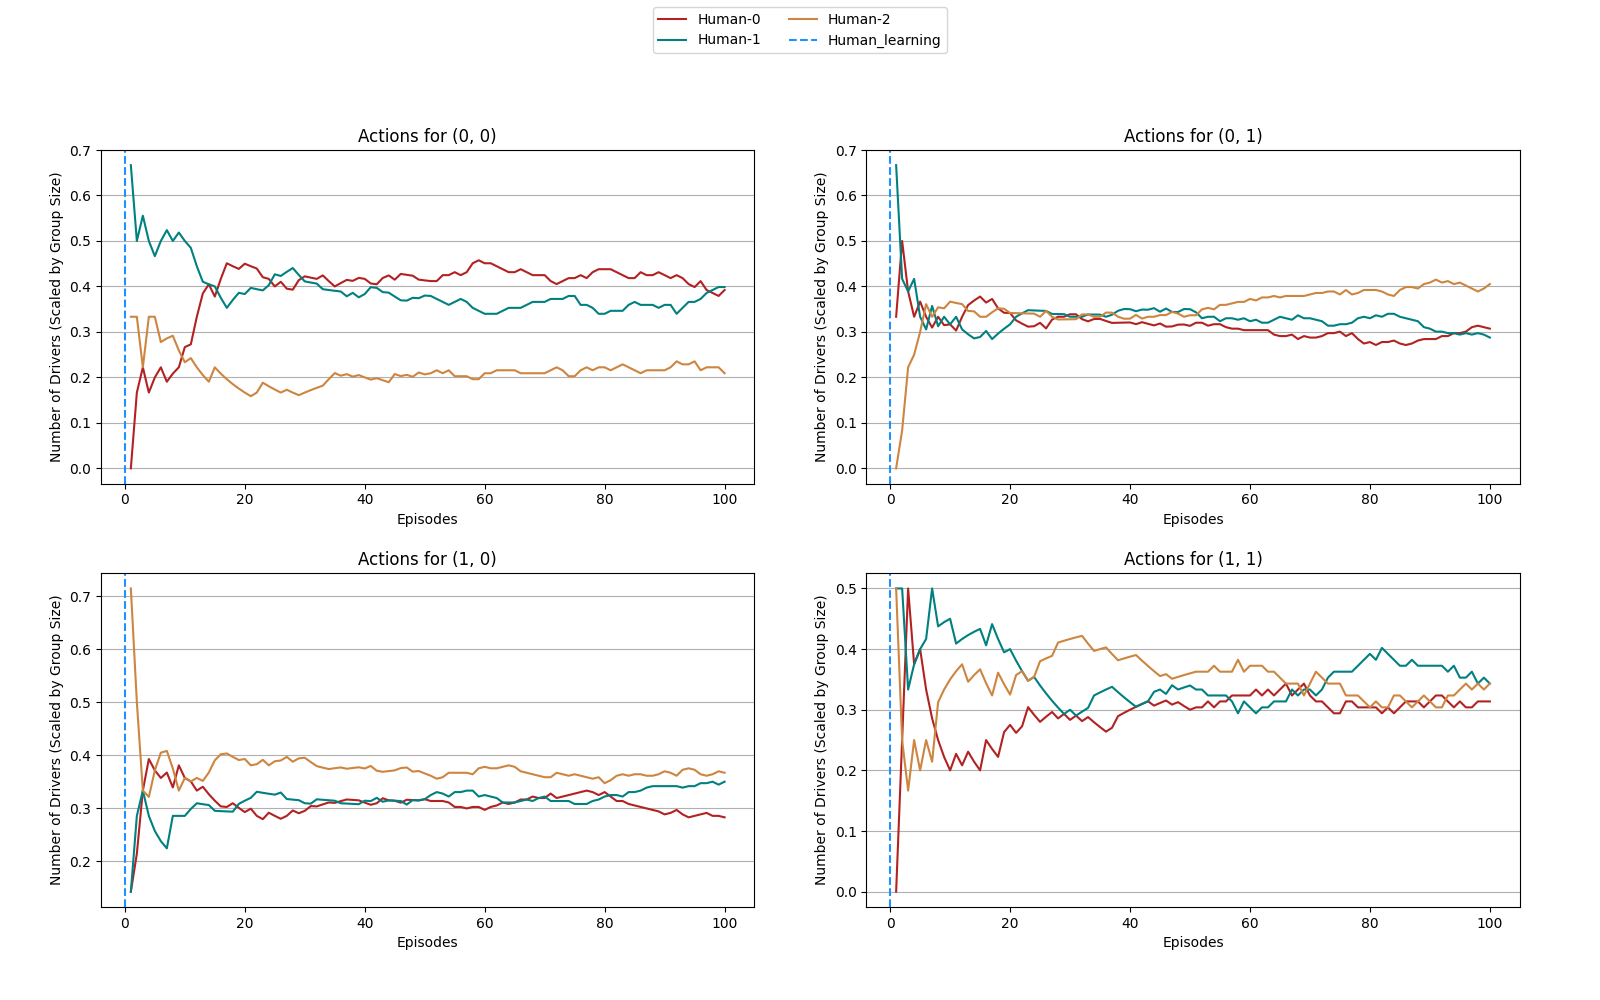 Human-0
Human-1
Human-2
Human_learning
Actions for (0, 0)
Number of Drivers (Scaled by Group Size)
0.7
0.6
0.5
0.4
0.3
0.2
0.1
0.0
0 20 40 60 80 100
Episodes
Actions for (0, 1)
Number of Drivers (Scaled by Group Size)
0.7
0.6
0.5
0.4
0.3
0.2
0.1
0.0
0 20 40 60 80 100
Episodes
Actions for (1, 0)
Number of Drivers (Scaled by Group Size)
0.7
0.6
0.5
0.4
0.3
0.2
0 20 40 60 80 100
Episodes
Actions for (1, 1)
Number of Drivers (Scaled by Group Size)
0.5
0.4
0.3
0.2
0.1
0.0
0 20 40 60 80 100
Episodes